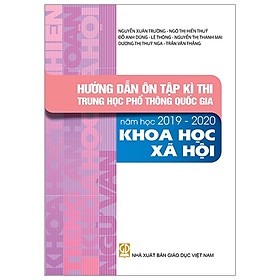 NGUYỄN XUÂN TRƯỜNG - NGÔ THỊ HIỀN THUÝ
ĐỖ ANH DŨNG - LÊ THÔNG - NGUYỄN THỊ THANH MAI
DƯƠNG THỊ THUÝ NGA - TRẦN VĂN THẮNG
HƯỚNG DẪN ÔN TẬP KÌ THI
TRUNG HỌC PHỔ THÔNG QUỐC GIA
năm học 2019 - 2020
KHOA HỌC
XÃ HỘI
NGỮ VĂN
NHÀ XUẤT BẢN GIÁO DỤC VIỆT NAM